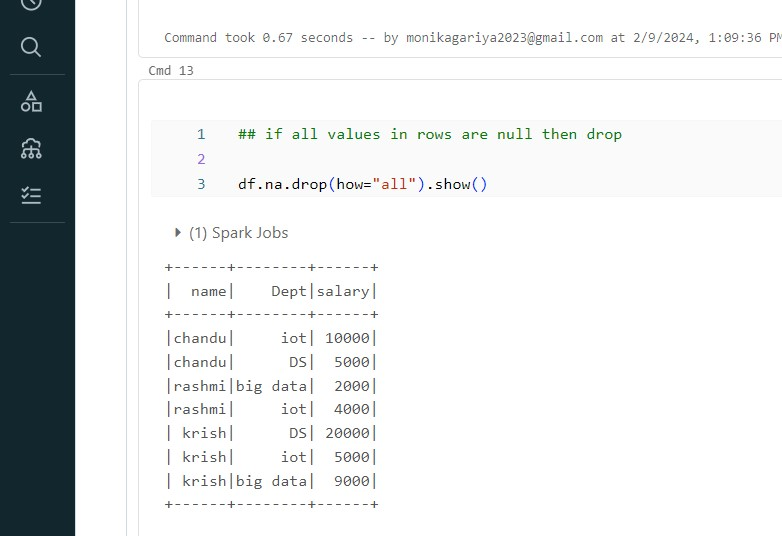 Command took 0.67 seconds -- by monikagariya2023@gmail.com at 2/9/2024, 1:09:36 PM
Cmd 13
1 ## if all values in rows are null then drop
2
3 df.na.drop(how="all").show()
(1) Spark Jobs
+------+--------+------+
|  name|    Dept|salary|
+------+--------+------+
|chandu|     iot| 10000|
|chandu|      DS|  5000|
|rashmi|big data|  2000|
|rashmi|     iot|  4000|
| krish|      DS| 20000|
| krish|     iot|  5000|
| krish|big data|  9000|
+------+--------+------+